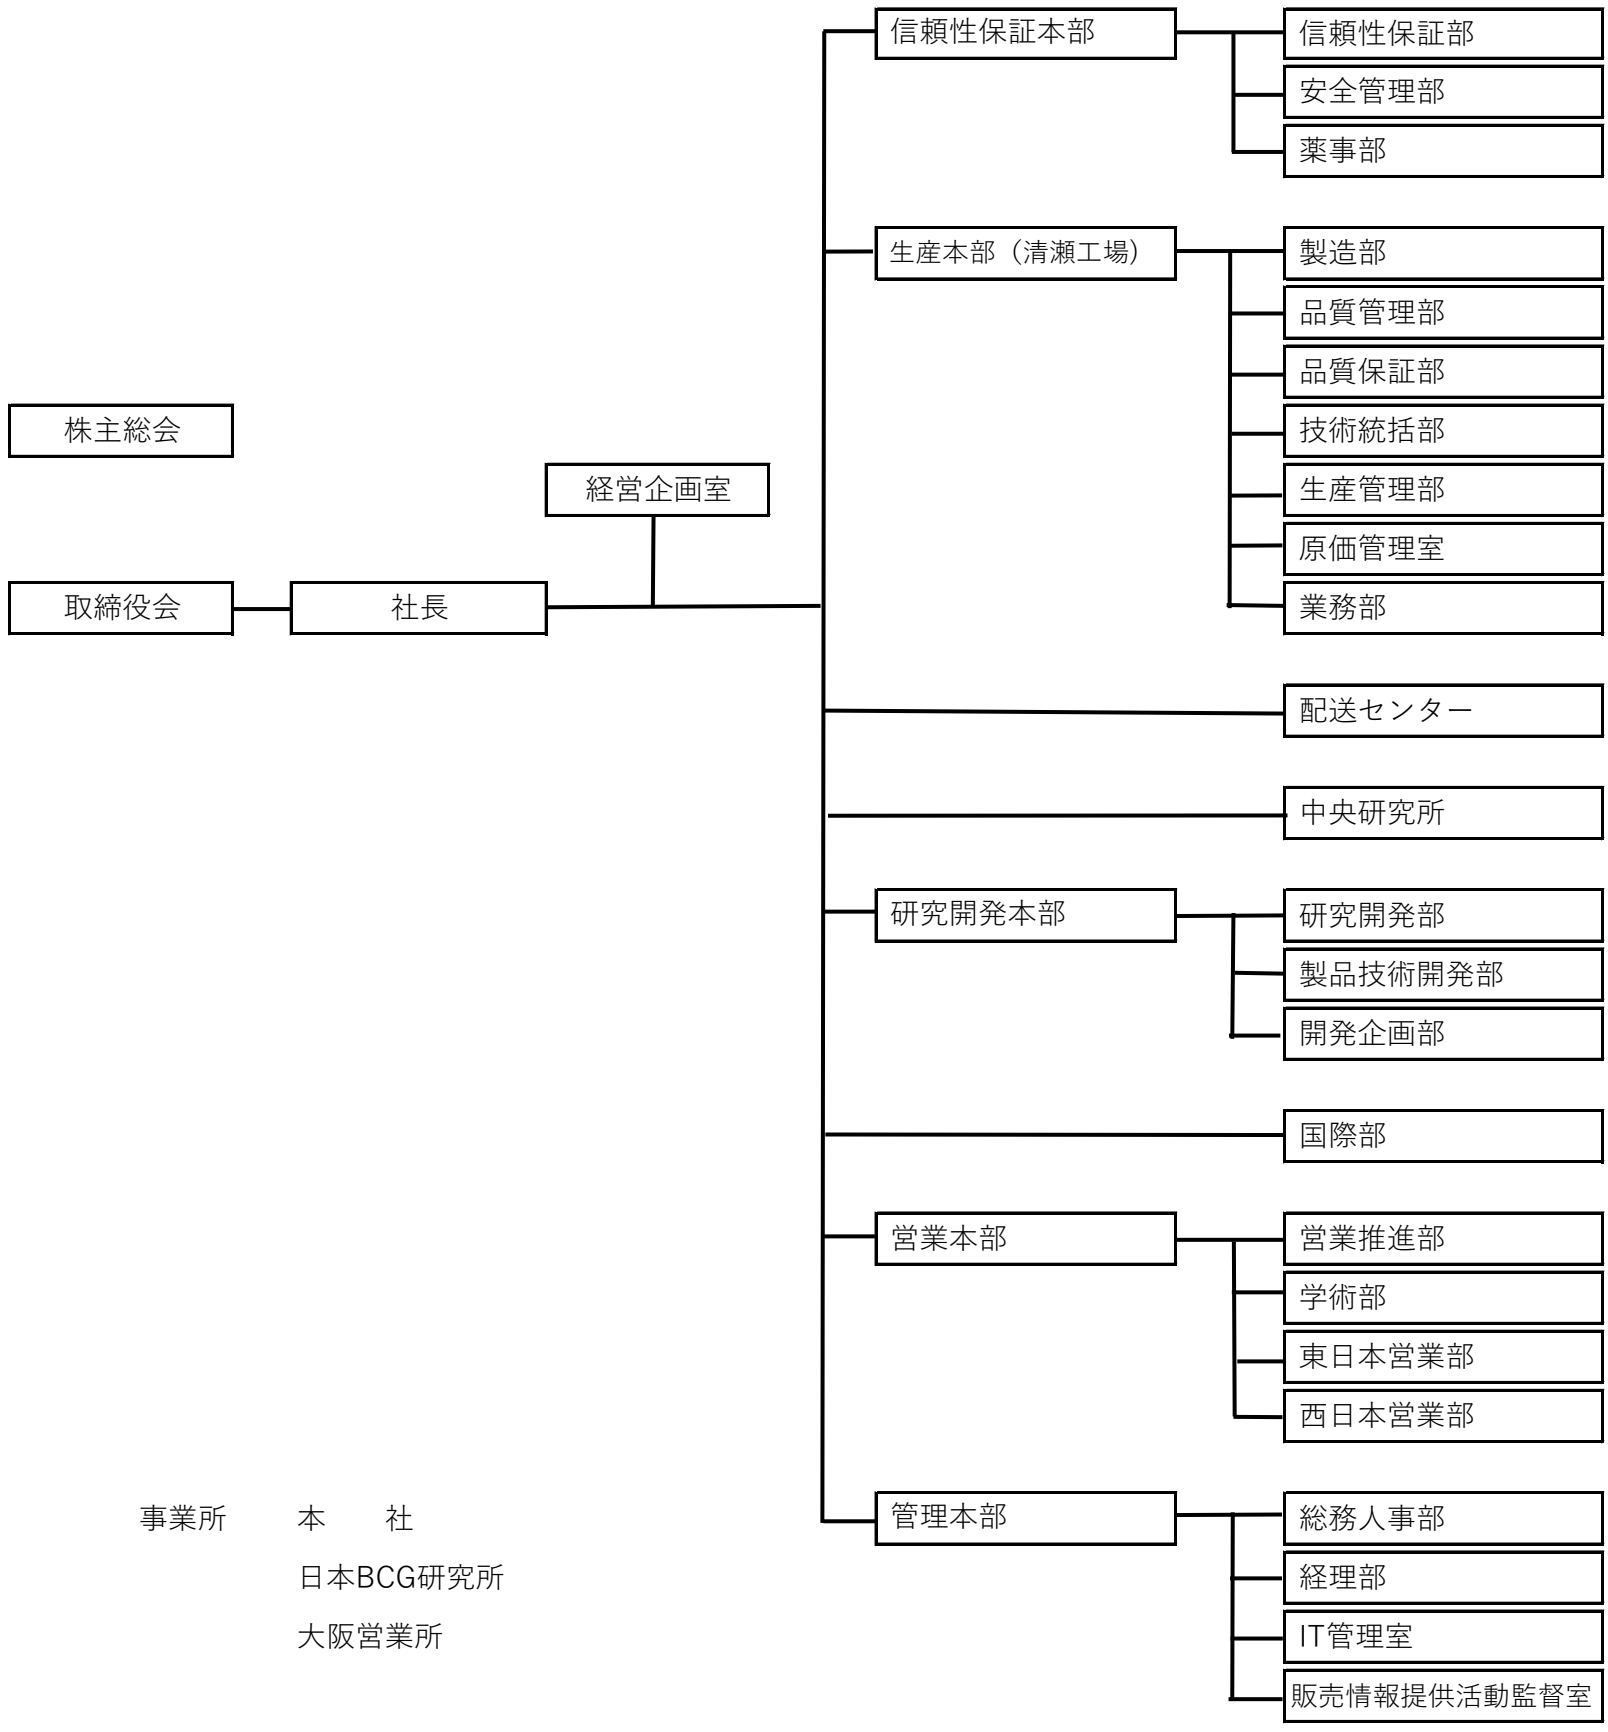 株主総会
取締役会
社長
経営企画室
信頼性保証本部
信頼性保証部
安全管理部
薬事部
生産本部（清瀬工場）
製造部
品質管理部
品質保証部
技術統括部
生産管理部
原価管理室
業務部
配送センター
中央研究所
研究開発本部
研究開発部
製品技術開発部
開発企画部
国際部
営業本部
営業推進部
学術部
東日本営業部
西日本営業部
管理本部
総務人事部
経理部
IT管理室
販売情報提供活動監督室
事業所　　本　　社
日本BCG研究所
大阪営業所